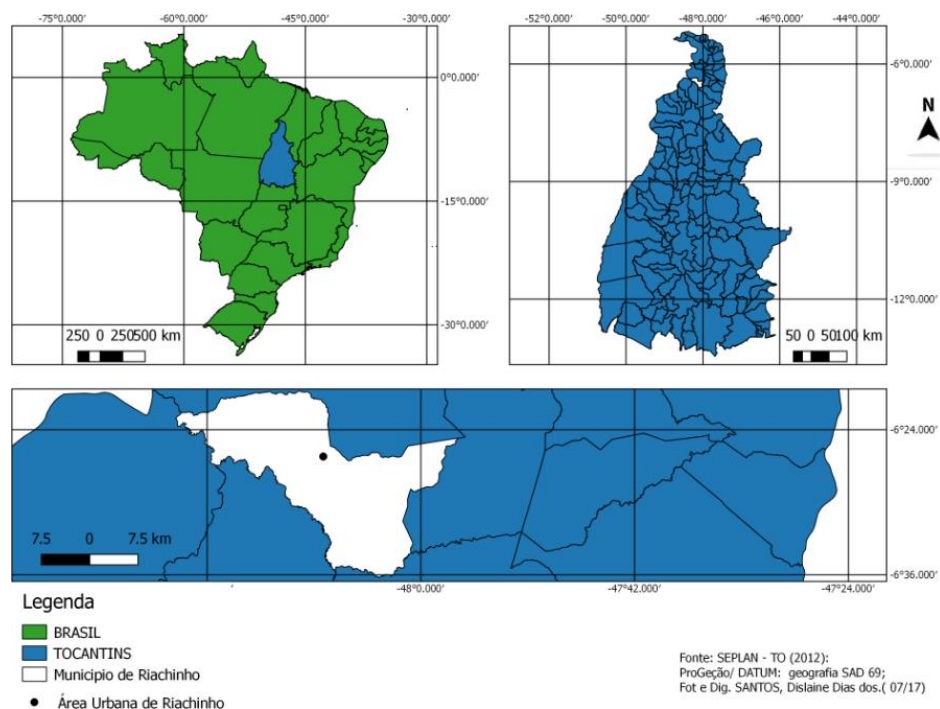 -75°0.000' -60°0.000' -45°0.000' -30°0.000'
0°0.000'
-15°0.000'
-30°0.000'
250 0 250500 km
-52°0.000' -50°0.000' -48°0.000' -46°0.000' -44°0.000'
-6°0.000'
N
-9°0.000'
-12°0.000'
50 0 50100 km
-6°24.000'
7.5 0 7.5 km
-6°36.000'
' -48°0.000' -47°42.000' -47°24.000'
Legenda
BRASIL
TOCANTINS
Municipio de Riachinho
Área Urbana de Riachinho
Fonte: SEPLAN - TO (2012):
ProGeção/ DATUM: geografia SAD 69;
Fot e Dig. SANTOS, Dislaine Dias dos.( 07/17)